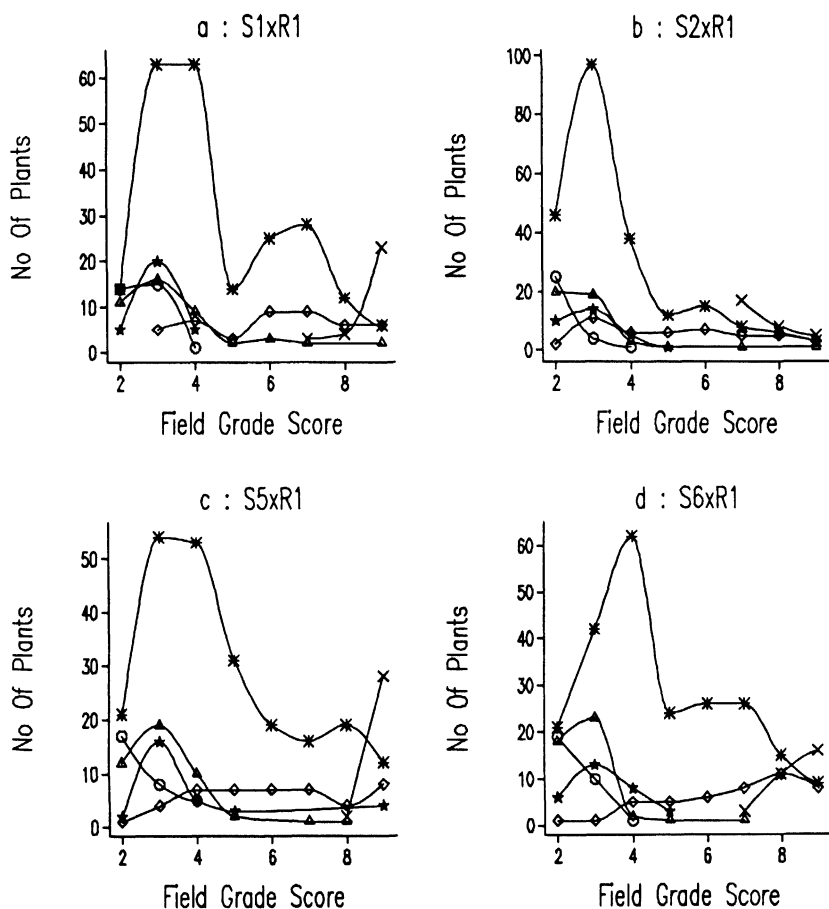 a : S1xR1
No Of Plants
60
50
40
30
20
10
0
2 4 6 8
Field Grade Score
b : S2xR1
No Of Plants
100
80
60
40
20
0
2 4 6 8
Field Grade Score
c : S5xR1
No Of Plants
50
40
30
20
10
0
2 4 6 8
Field Grade Score
d : S6xR1
No Of Plants
60
50
40
30
20
10
0
2 4 6 8
Field Grade Score